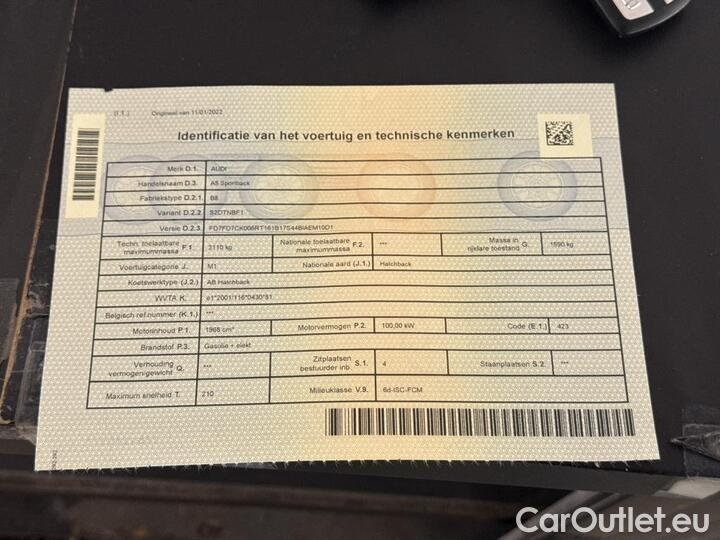 (I.1.) Origineel van 11/01/2022
Identificatie van het voertuig en technische kenmerken
Merk D.1. AUDI
Handelsnaam D.3. A5 Sportback
Fabriekstype D.2.1. B8
Variant D.2.2. S2DTNBF1
Versie D.2.3. FD7FD7CK006RT161B17S44BIAEM10D1
Techn. toelaatbare maximummassa F.1. 2110 kg Nationale toelaatbare maximummassa F.2. *** Massa in rijklare toestand G. 1590 kg
Voertuigcategorie J. M1 Nationale aard (J.1.) Hatchback
Koetswerktype (J.2.) AB Hatchback
WVTA K. e1*2001/116*0430*81
Belgisch ref.nummer (K.1.) ***
Motorinhoud P.1. 1968 cm³ Motorvermogen P.2. 100,00 kW Code (E.1.) 423
Brandstof P.3. Gasolie + elekt
Verhouding vermogen/gewicht Q. *** Zitplaatsen bestuurder inb. S.1. 4 Staanplaatsen S.2. ***
Maximum snelheid T. 210 Milieuklasse V.9. 6d-ISC-FCM
CarOutlet.eu